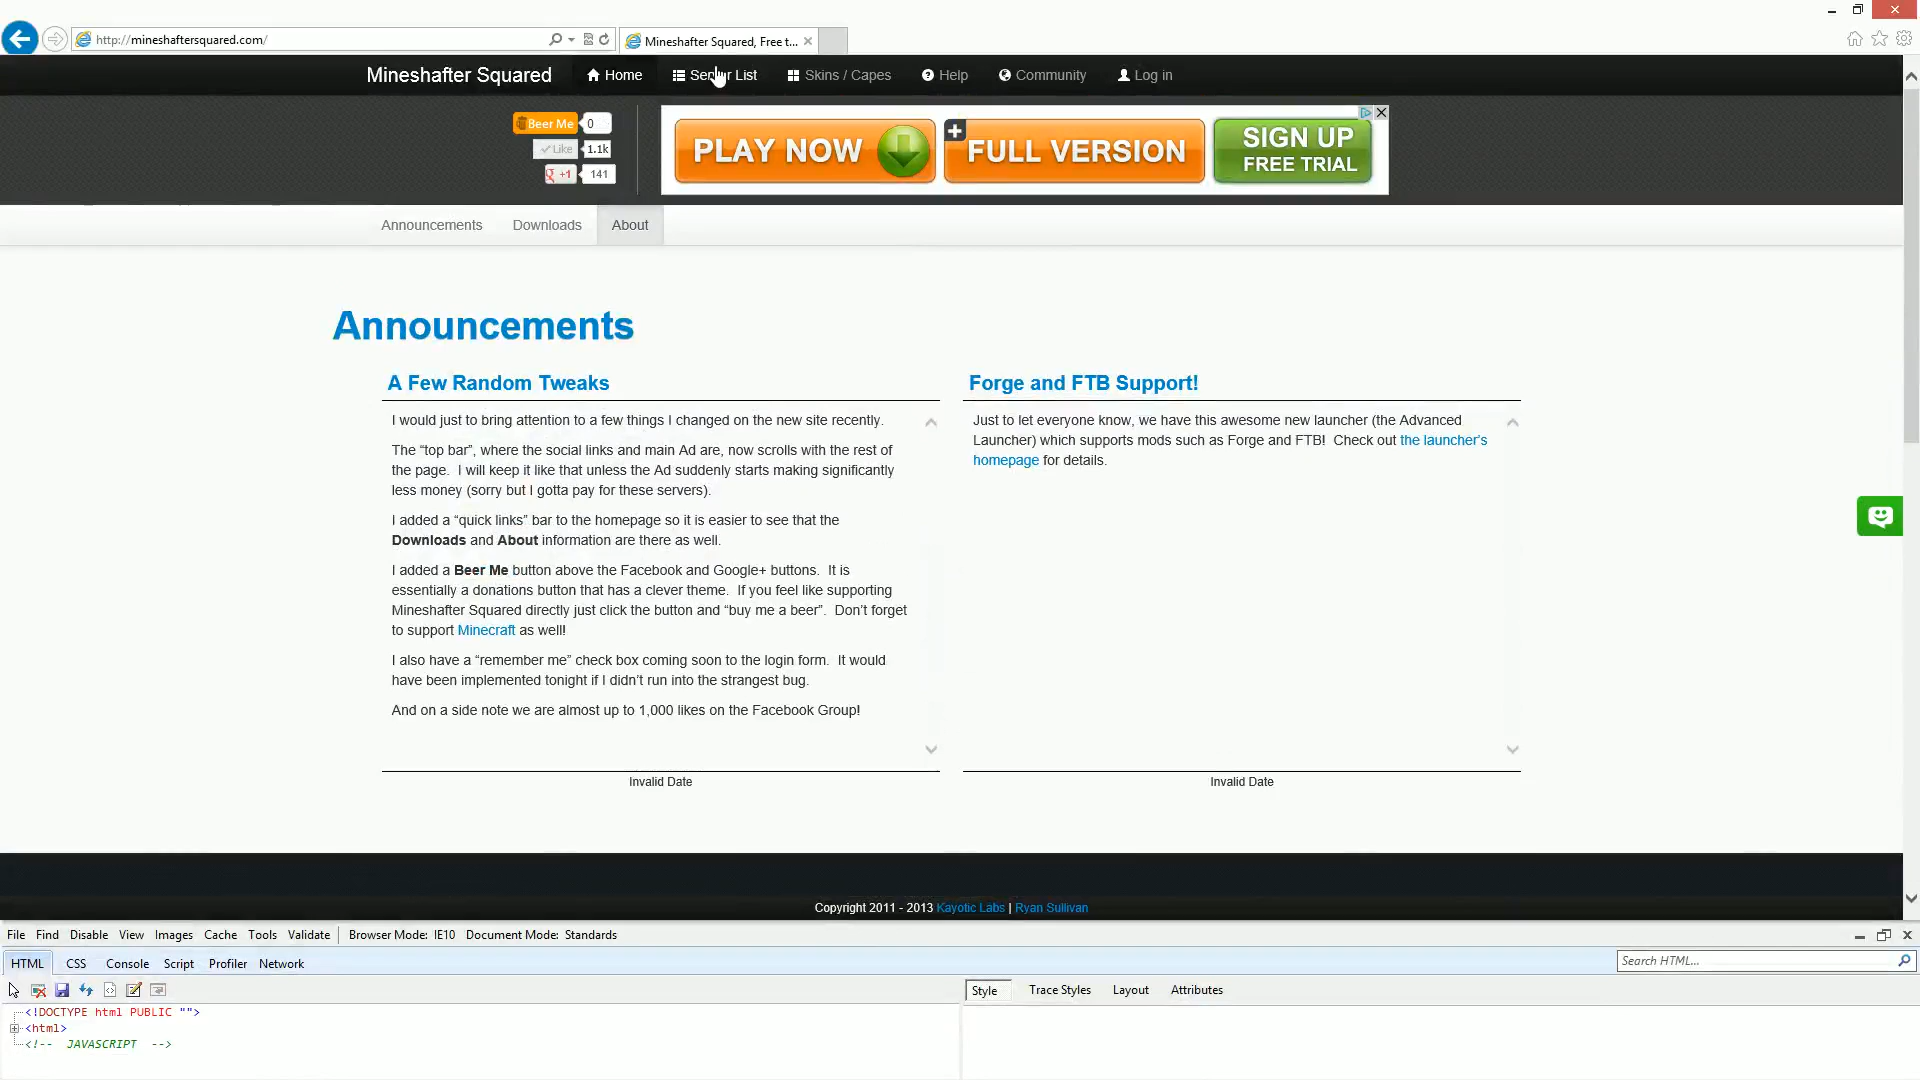 http://mineshaftersquared.com/
Mineshafter Squared, Free t...
Mineshafter Squared
Home
Server List
Skins / Capes
Help
Community
Log in
Beer Me 0
Like 1.1k
+1 141
PLAY NOW
FULL VERSION
SIGN UP
FREE TRIAL
Announcements
Downloads
About
Announcements
A Few Random Tweaks
I would just to bring attention to a few things I changed on the new site recently.
The “top bar”, where the social links and main Ad are, now scrolls with the rest of
the page. I will keep it like that unless the Ad suddenly starts making significantly
less money (sorry but I gotta pay for these servers).
I added a “quick links” bar to the homepage so it is easier to see that the
Downloads and About information are there as well.
I added a Beer Me button above the Facebook and Google+ buttons. It is
essentially a donations button that has a clever theme. If you feel like supporting
Mineshafter Squared directly just click the button and “buy me a beer”. Don’t forget
to support Minecraft as well!
I also have a “remember me” check box coming soon to the login form. It would
have been implemented tonight if I didn’t run into the strangest bug.
And on a side note we are almost up to 1,000 likes on the Facebook Group!
Invalid Date
Forge and FTB Support!
Just to let everyone know, we have this awesome new launcher (the Advanced
Launcher) which supports mods such as Forge and FTB! Check out the launcher’s
homepage for details.
Invalid Date
Copyright 2011 - 2013 Kayotic Labs | Ryan Sullivan
File Find Disable View Images Cache Tools Validate Browser Mode: IE10 Document Mode: Standards
HTML CSS Console Script Profiler Network
Search HTML...
Style Trace Styles Layout Attributes
<!DOCTYPE html PUBLIC "">
<html>
<!-- JAVASCRIPT -->